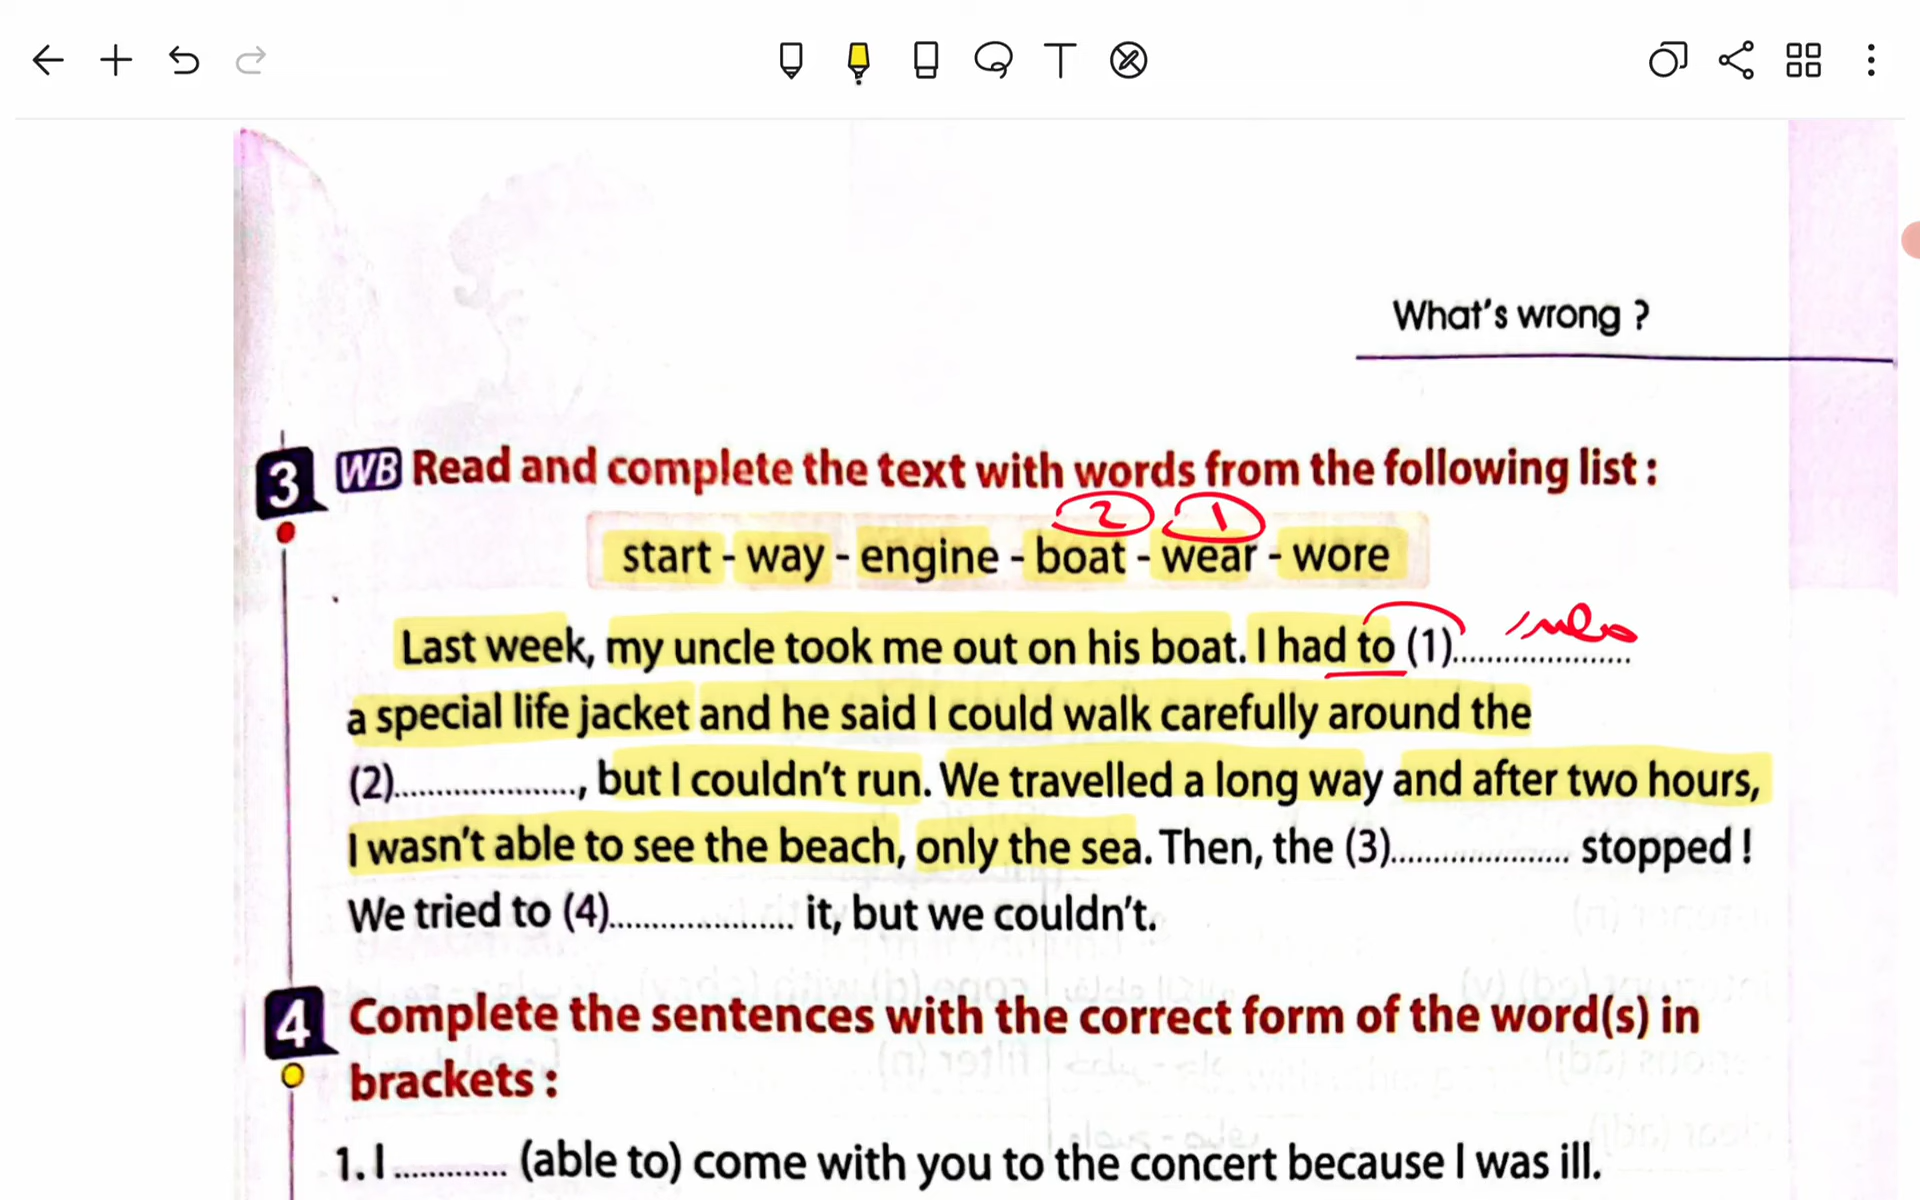 What's wrong ?
3 WB Read and complete the text with words from the following list :
2 1
start - way - engine - boat - wear - wore
Last week, my uncle took me out on his boat. I had to (1).....................
a special life jacket and he said I could walk carefully around the
(2)....................., but I couldn't run. We travelled a long way and after two hours,
I wasn't able to see the beach, only the sea. Then, the (3)..................... stopped !
We tried to (4)..................... it, but we couldn't.
4 Complete the sentences with the correct form of the word(s) in
brackets :
1. I ............. (able to) come with you to the concert because I was ill.